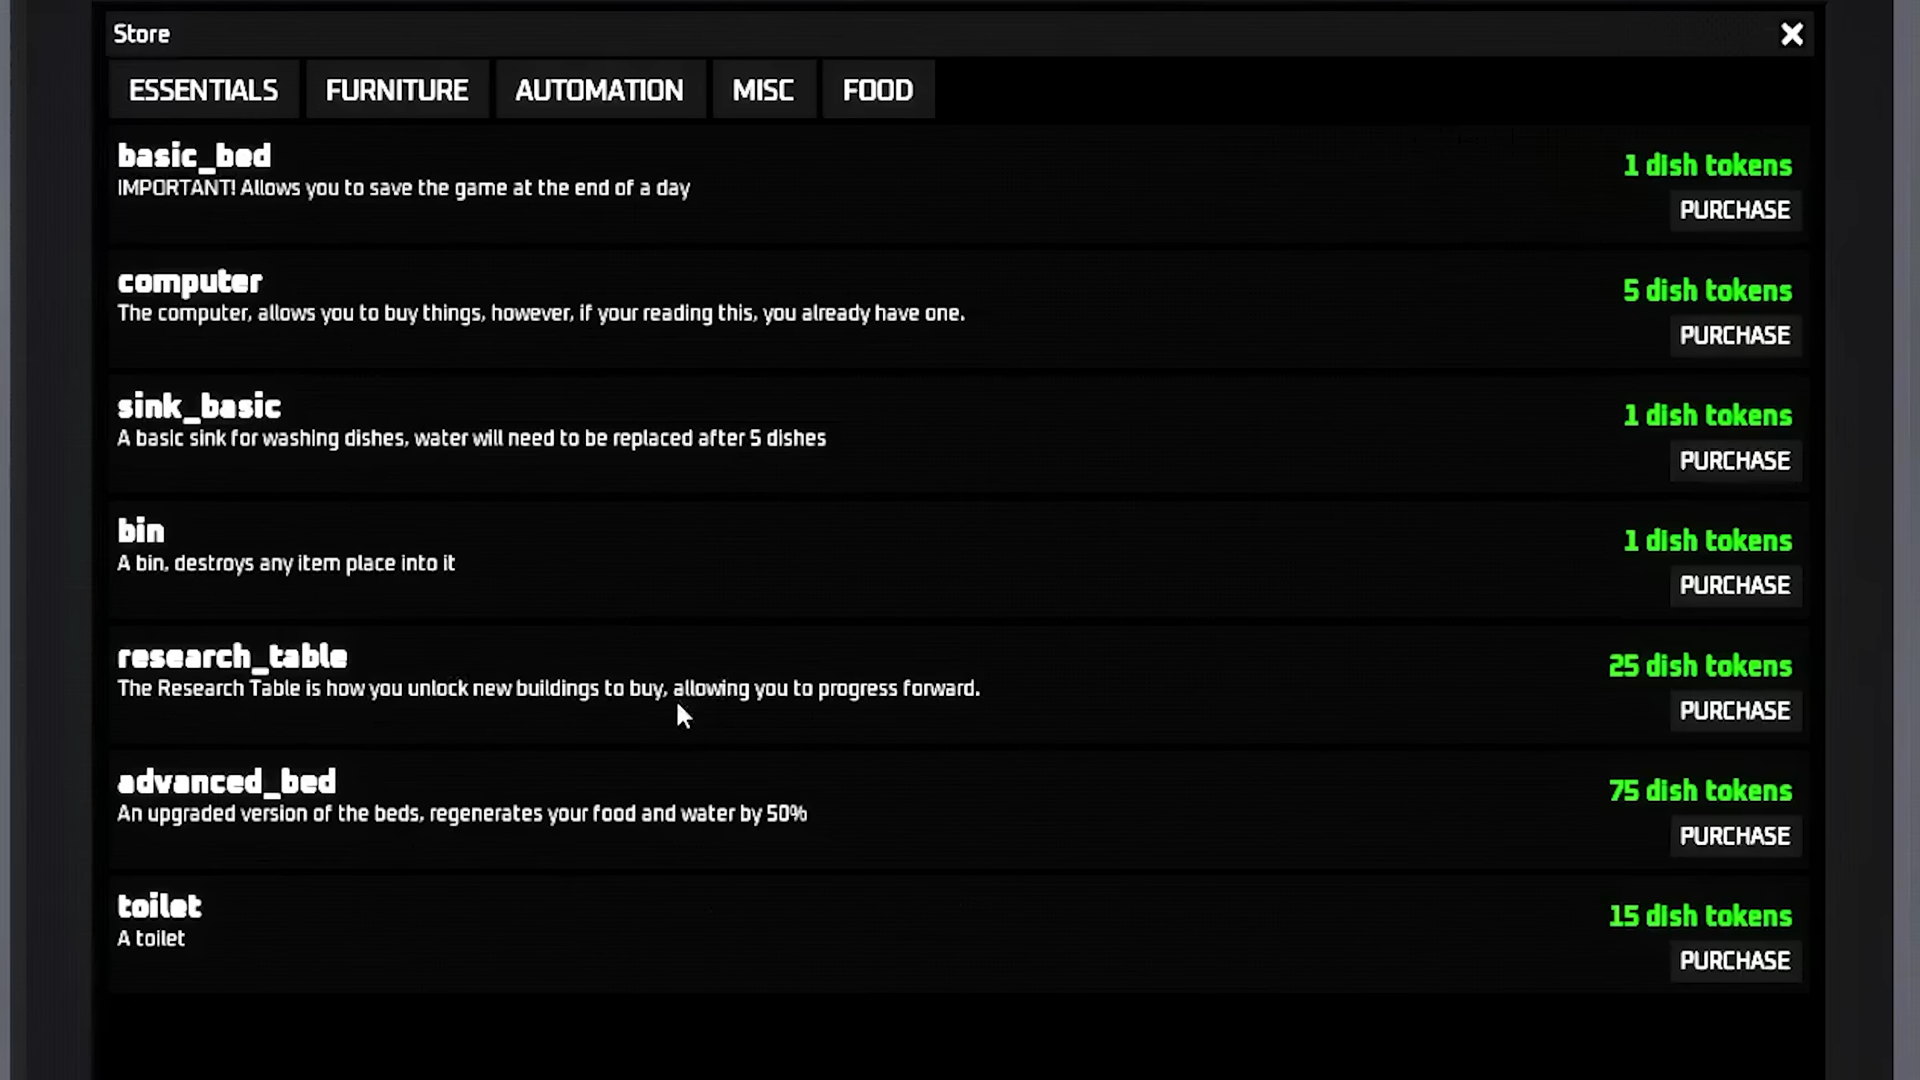 Store
ESSENTIALS FURNITURE AUTOMATION MISC FOOD
basic_bed
IMPORTANT! Allows you to save the game at the end of a day
1 dish tokens
PURCHASE
computer
The computer, allows you to buy things, however, if your reading this, you already have one.
5 dish tokens
PURCHASE
sink_basic
A basic sink for washing dishes, water will need to be replaced after 5 dishes
1 dish tokens
PURCHASE
bin
A bin, destroys any item place into it
1 dish tokens
PURCHASE
research_table
The Research Table is how you unlock new buildings to buy, allowing you to progress forward.
25 dish tokens
PURCHASE
advanced_bed
An upgraded version of the beds, regenerates your food and water by 50%
75 dish tokens
PURCHASE
toilet
A toilet
15 dish tokens
PURCHASE